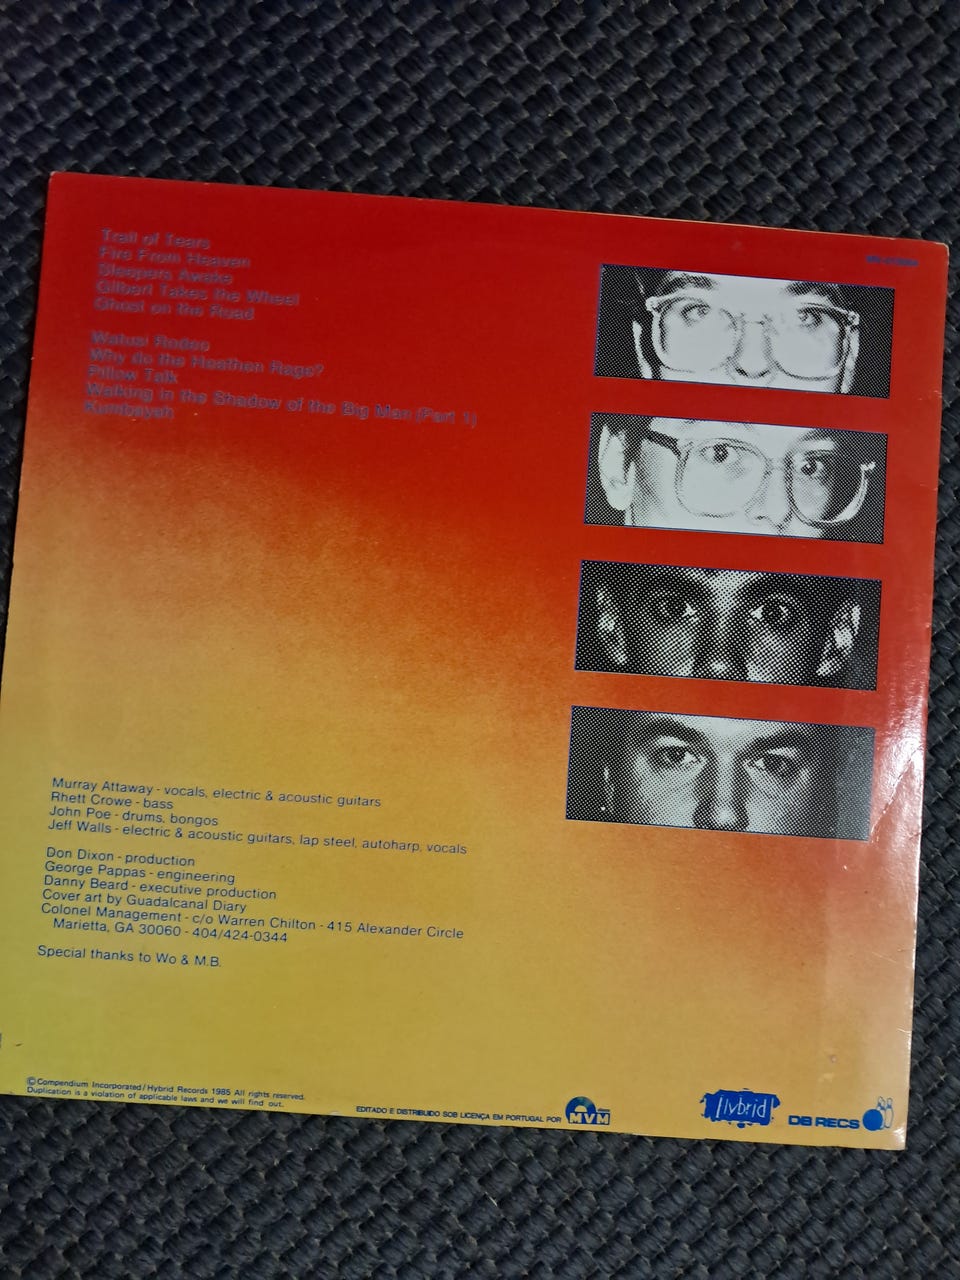 Trail of Tears
Fire From Heaven
Sleepers Awake
Gilbert Takes the Wheel
Ghost on the Road
Watusi Rodeo
Why do the Heathen Rage?
Pillow Talk
Walking in the Shadow of the Big Man (Part 1)
Kumbayah
Murray Attaway - vocals, electric & acoustic guitars
Rhett Crowe - bass
John Poe - drums, bongos
Jeff Walls - electric & acoustic guitars, lap steel, autoharp, vocals
Don Dixon - production
George Pappas - engineering
Danny Beard - executive production
Cover art by Guadalcanal Diary
Colonel Management - c/o Warren Chilton - 415 Alexander Circle
Marietta, GA 30060 - 404/424-0344
Special thanks to Wo & M.B.
©Compendium Incorporated/Hybrid Records 1985 All rights reserved.
Duplication is a violation of applicable laws and we will find out.
EDITADO E DISTRIBUIDO SOB LICENÇA EM PORTUGAL POR MVM
Hybrid
DB RECS